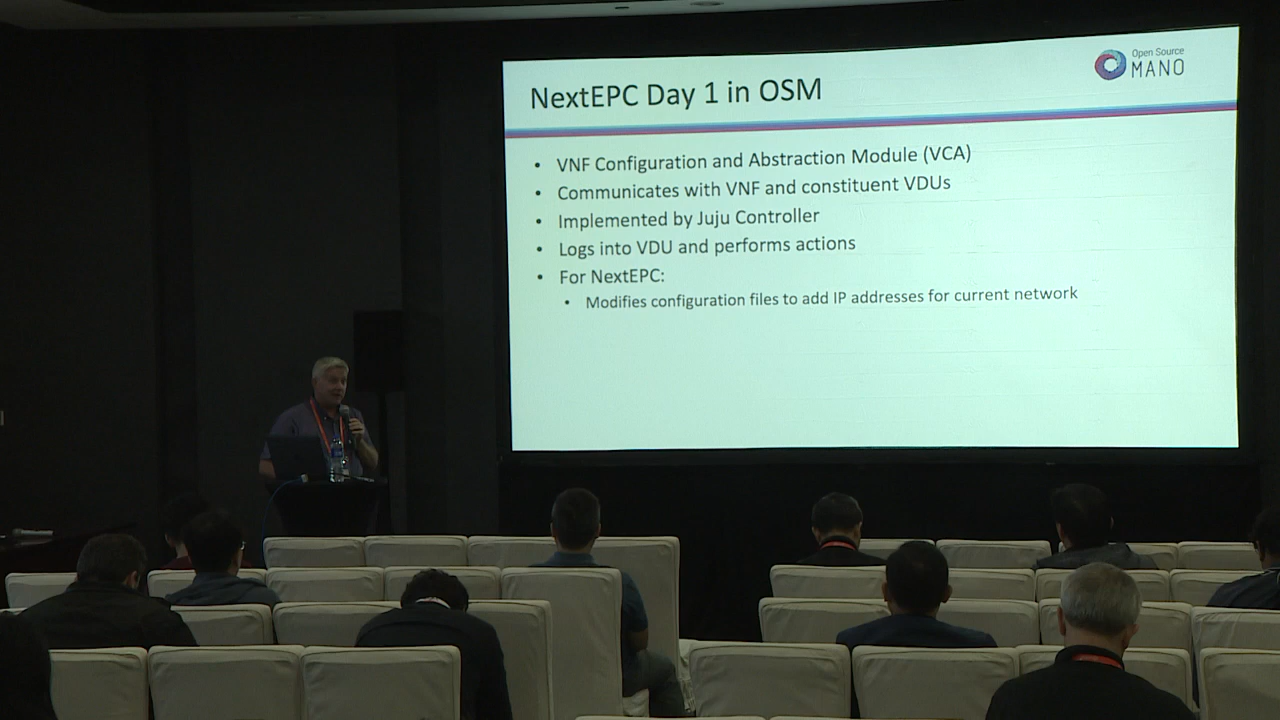 Open Source
MANO
NextEPC Day 1 in OSM
• VNF Configuration and Abstraction Module (VCA)
• Communicates with VNF and constituent VDUs
• Implemented by Juju Controller
• Logs into VDU and performs actions
• For NextEPC:
• Modifies configuration files to add IP addresses for current network